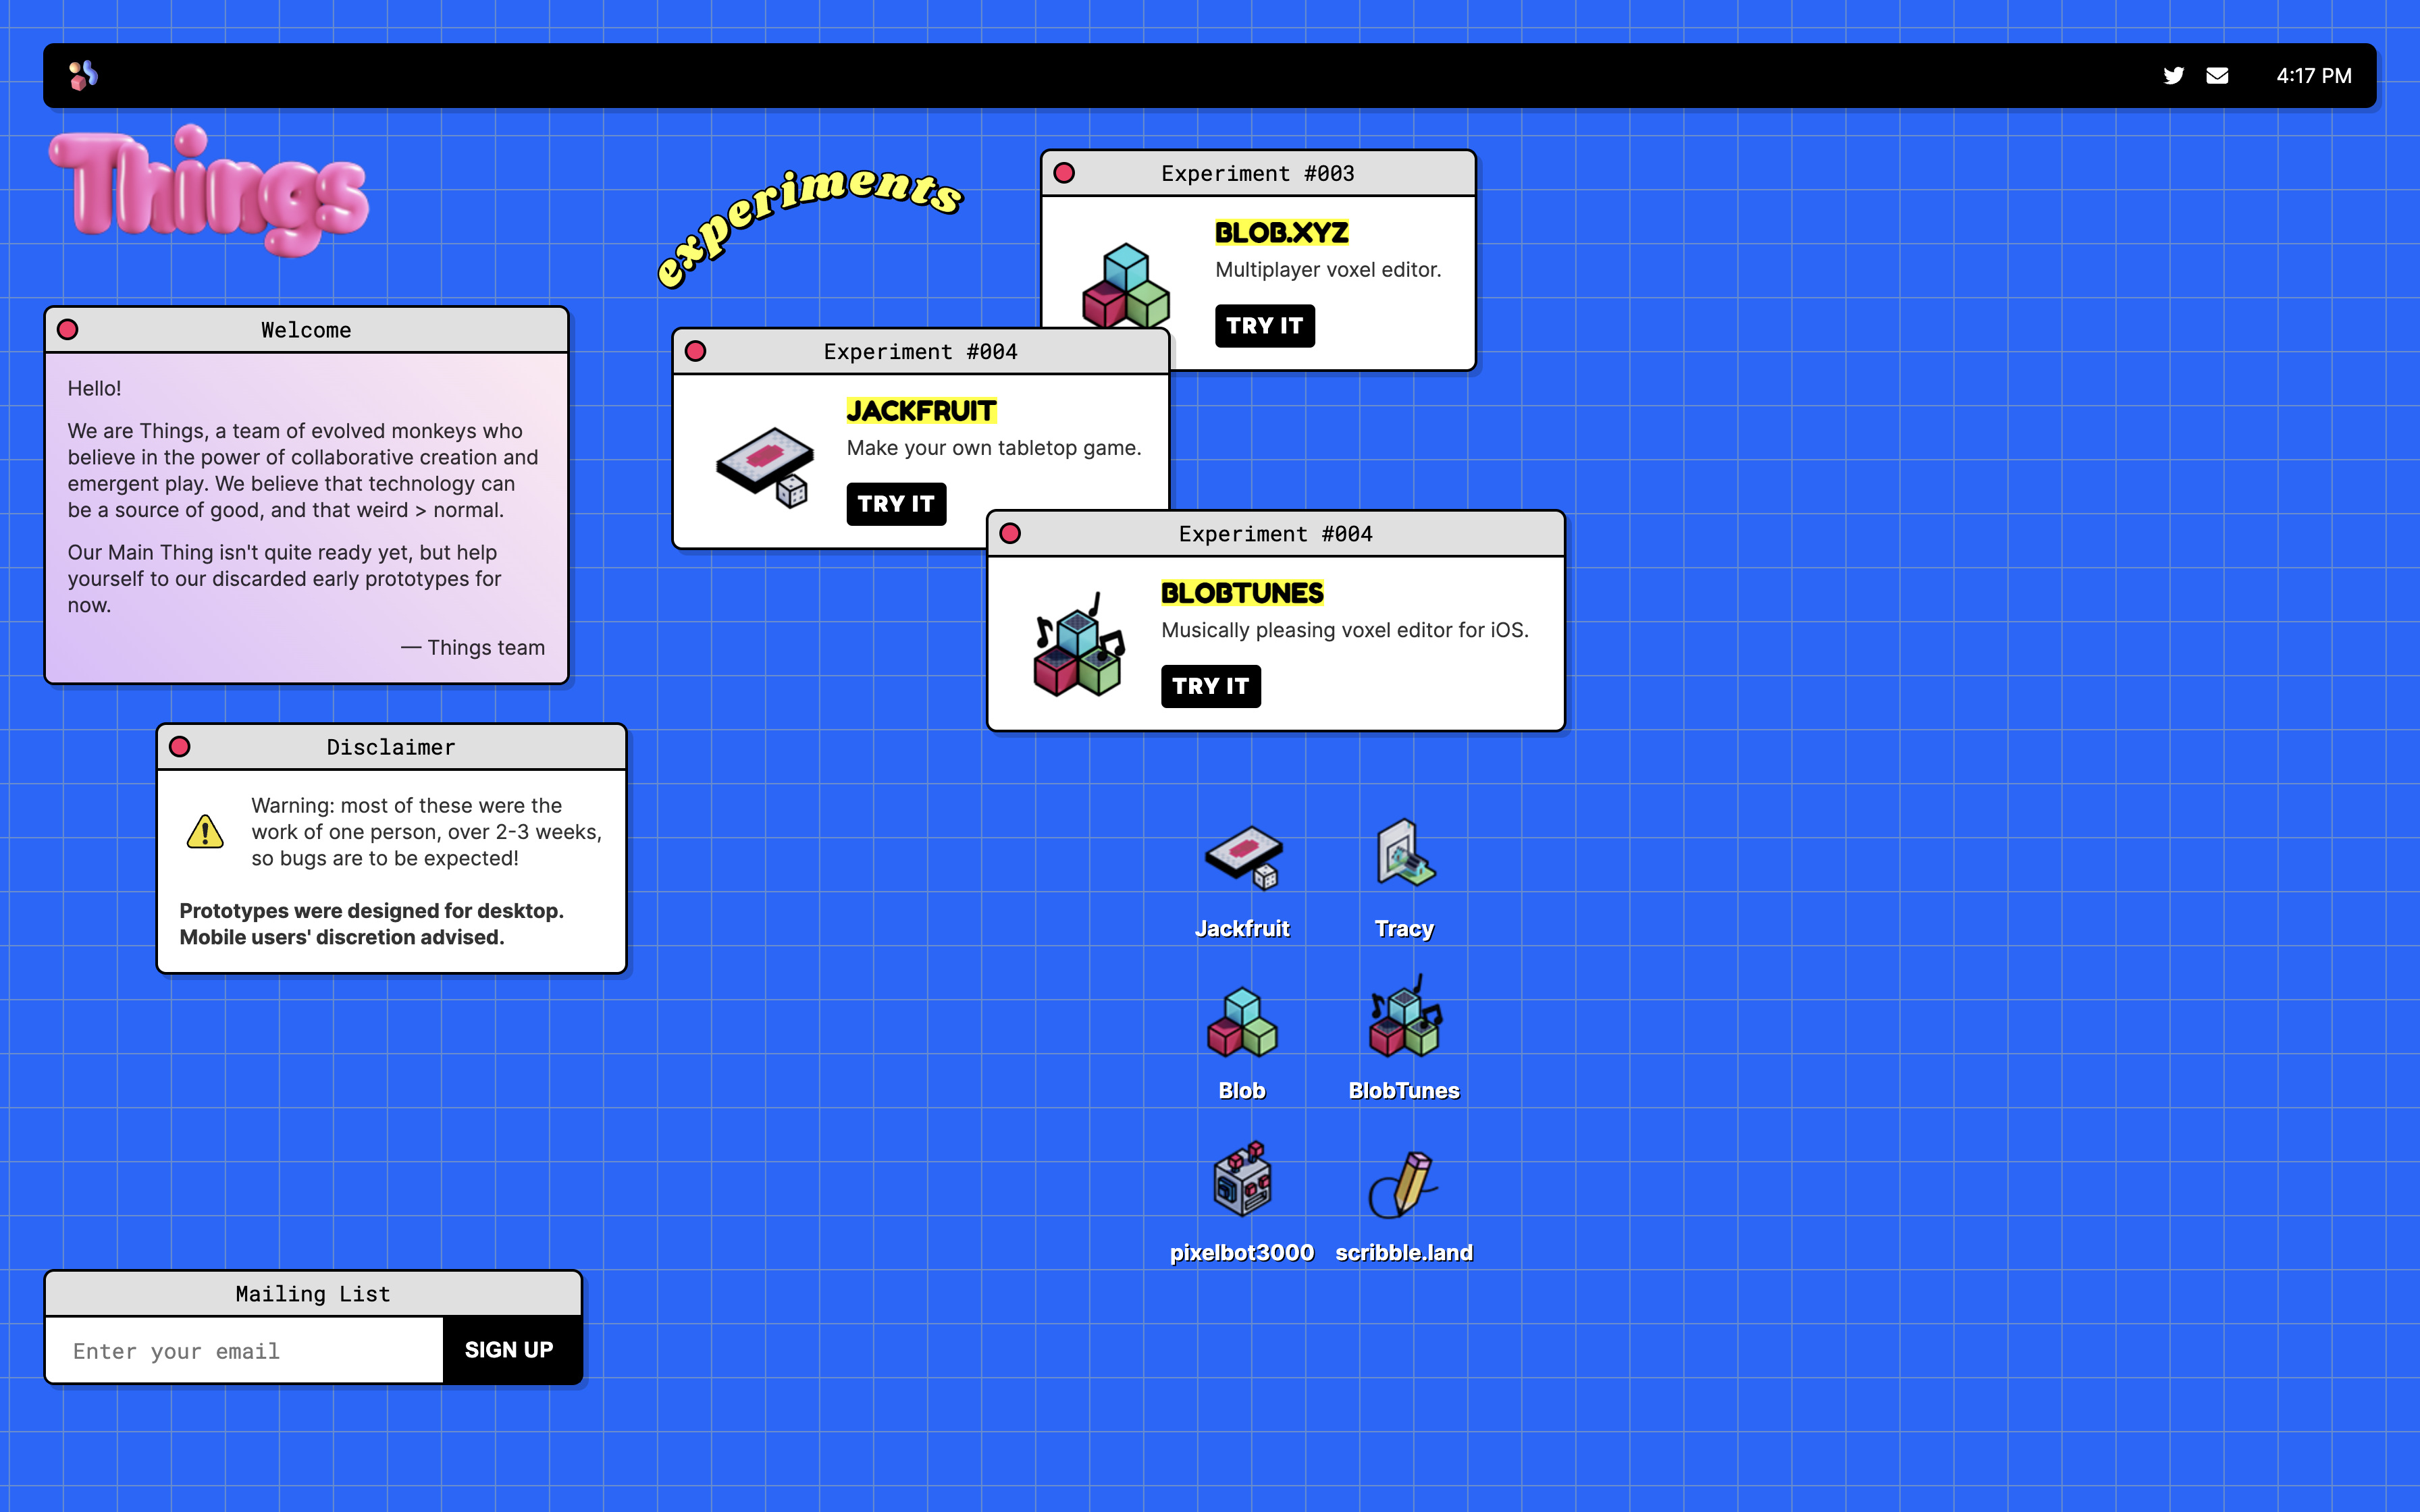 4:17 PM
Things
experiments
Experiment #003
BLOB.XYZ
Multiplayer voxel editor.
TRY IT
Welcome
Hello!
We are Things, a team of evolved monkeys who
believe in the power of collaborative creation and
emergent play. We believe that technology can
be a source of good, and that weird > normal.
Our Main Thing isn't quite ready yet, but help
yourself to our discarded early prototypes for
now.
— Things team
Experiment #004
JACKFRUIT
Make your own tabletop game.
TRY IT
Experiment #004
BLOBTUNES
Musically pleasing voxel editor for iOS.
TRY IT
Disclaimer
Warning: most of these were the
work of one person, over 2-3 weeks,
so bugs are to be expected!
Prototypes were designed for desktop.
Mobile users' discretion advised.
Jackfruit
Tracy
Blob
BlobTunes
pixelbot3000
scribble.land
Mailing List
Enter your email
SIGN UP